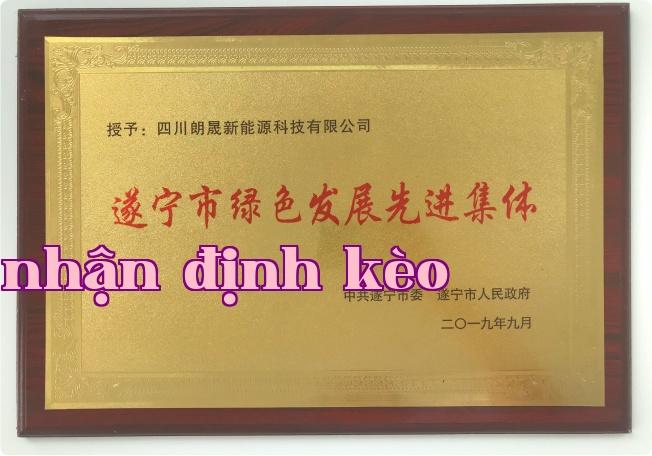 授予：四川朗晟新能源科技有限公司
遂宁市绿色发展先进集体
nhận định kèo
中共遂宁市委 遂宁市人民政府
二〇一九年九月